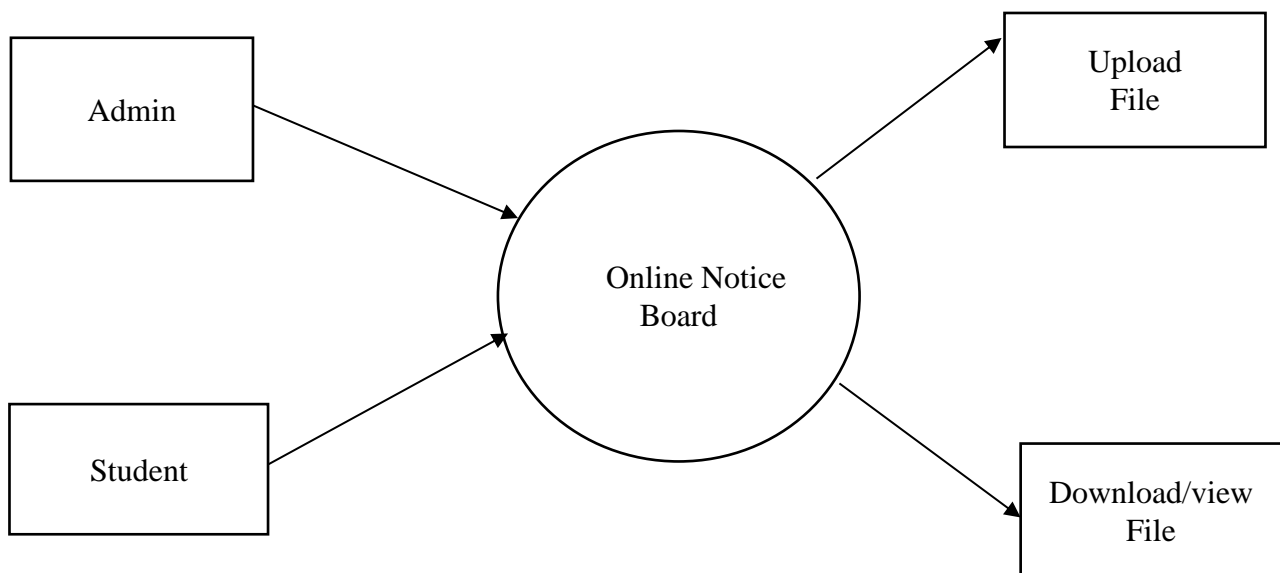 Admin
Upload
File
Online Notice
Board
Student
Download/view
File